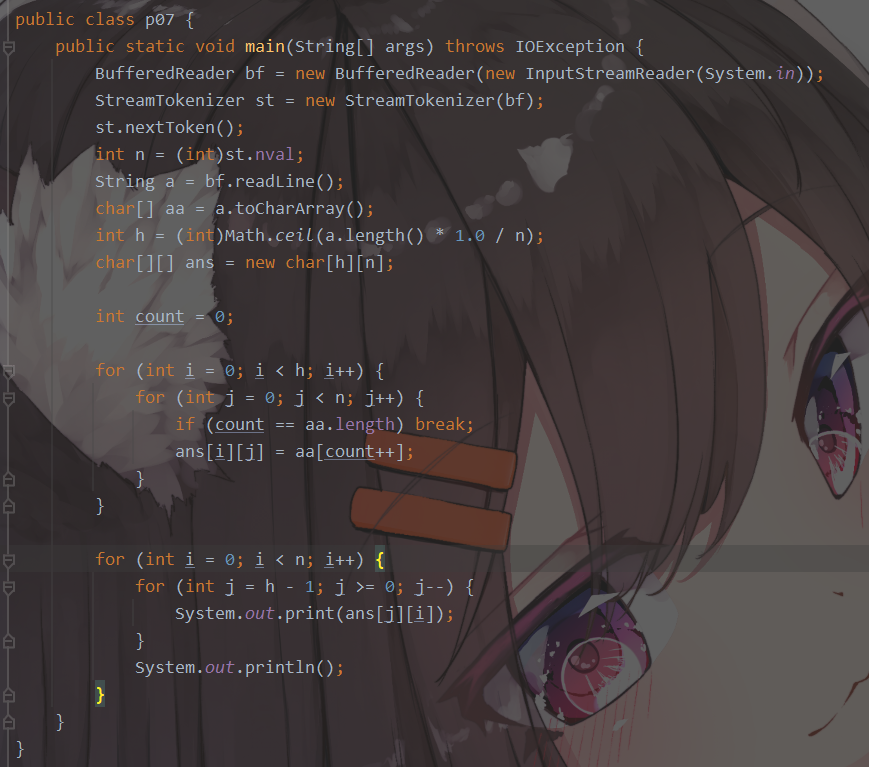 public class p07 {
    public static void main(String[] args) throws IOException {
        BufferedReader bf = new BufferedReader(new InputStreamReader(System.in));
        StreamTokenizer st = new StreamTokenizer(bf);
        st.nextToken();
        int n = (int)st.nval;
        String a = bf.readLine();
        char[] aa = a.toCharArray();
        int h = (int)Math.ceil(a.length() * 1.0 / n);
        char[][] ans = new char[h][n];

        int count = 0;

        for (int i = 0; i < h; i++) {
            for (int j = 0; j < n; j++) {
                if (count == aa.length) break;
                ans[i][j] = aa[count++];
            }
        }

        for (int i = 0; i < n; i++) {
            for (int j = h - 1; j >= 0; j--) {
                System.out.print(ans[j][i]);
            }
            System.out.println();
        }
    }
}